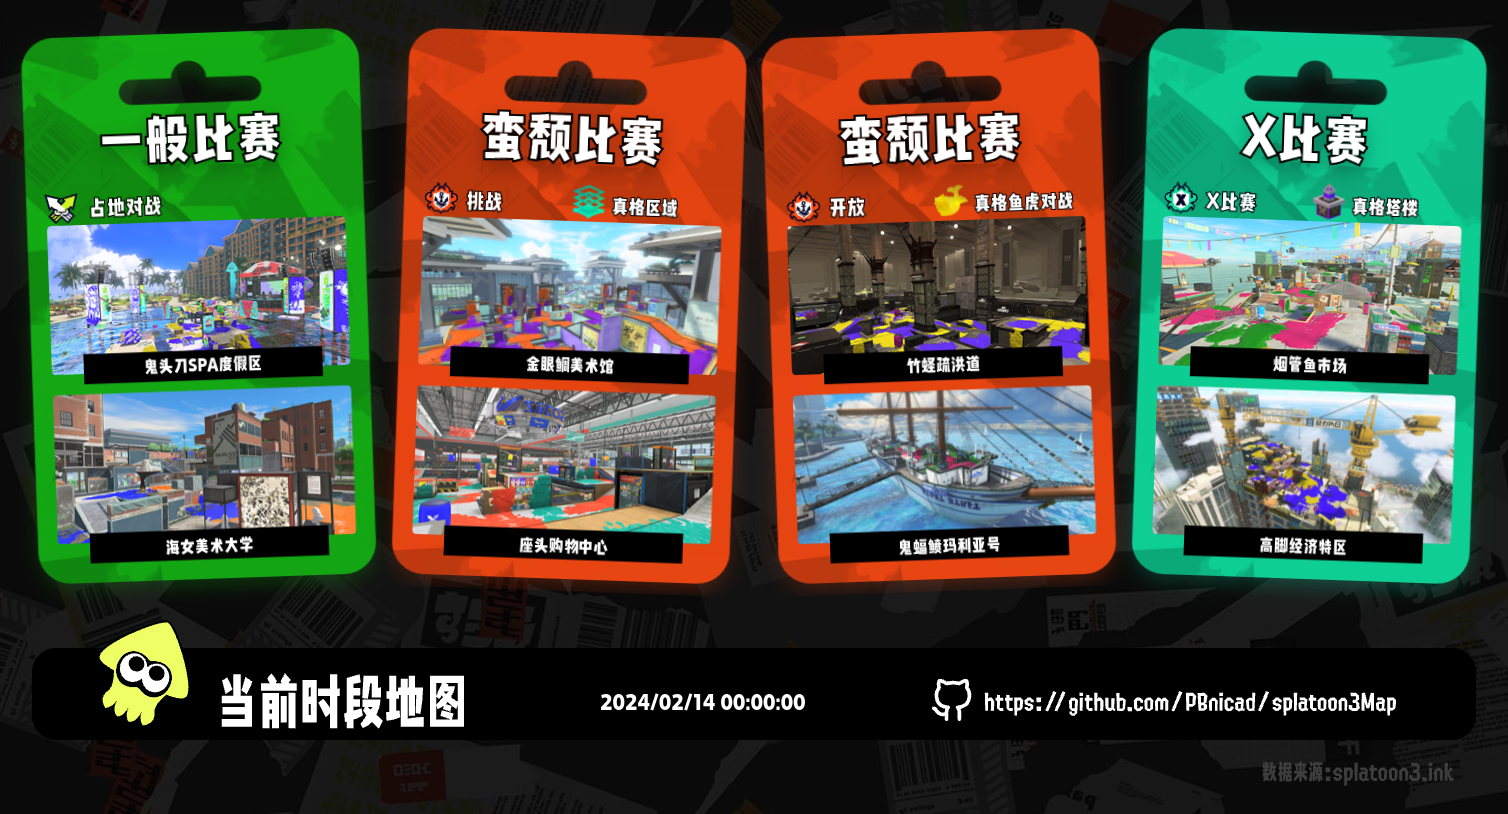 一般比赛
占地对战
鬼头刀SPA度假区
海女美术大学
蛮颓比赛
挑战
真格区域
金眼鲷美术馆
座头购物中心
蛮颓比赛
开放
真格鱼虎对战
竹蛏疏洪道
鬼蝠鲼玛利亚号
X比赛
X比赛
真格塔楼
烟管鱼市场
高脚经济特区
当前时段地图
2024/02/14 00:00:00
https://github.com/PBnicad/splatoon3Map
数据来源:splatoon3.ink